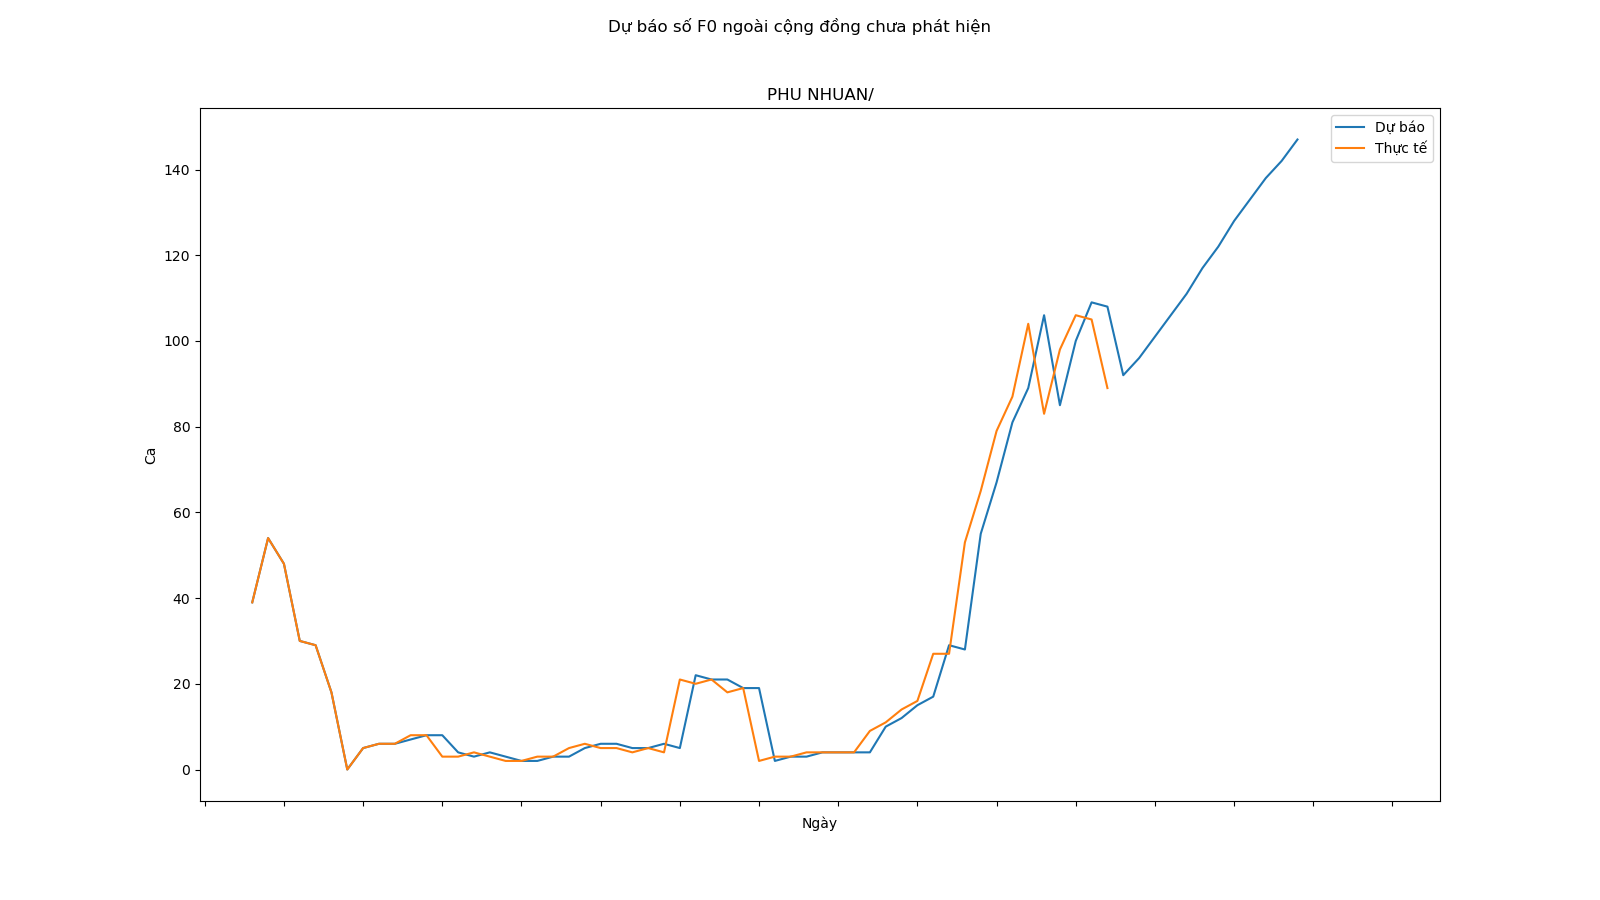 Dự báo số F0 ngoài cộng đồng chưa phát hiện
PHU NHUAN/
Dự báo
Thực tế
140
120
100
80
60
40
20
0
Ca
Ngày